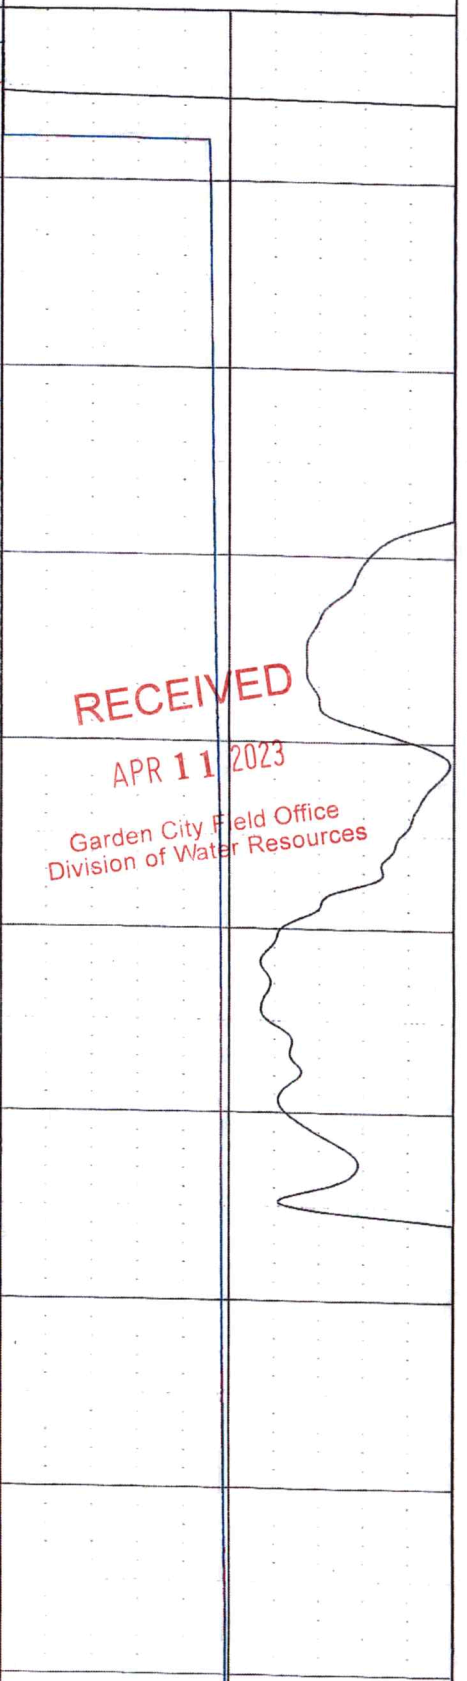 RECEIVED
APR 11 2023
Garden City Field Office
Division of Water Resources